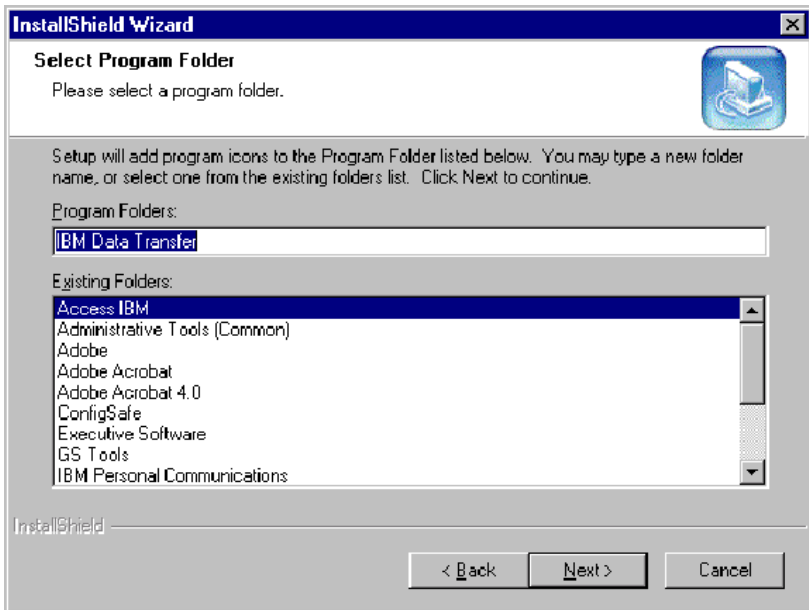 InstallShield Wizard
Select Program Folder
Please select a program folder.
Setup will add program icons to the Program Folder listed below. You may type a new folder
name, or select one from the existing folders list. Click Next to continue.
Program Folders:
IBM Data Transfer
Existing Folders:
Access IBM
Administrative Tools (Common)
Adobe
Adobe Acrobat
Adobe Acrobat 4.0
ConfigSafe
Executive Software
GS Tools
IBM Personal Communications
InstallShield
< Back
Next >
Cancel